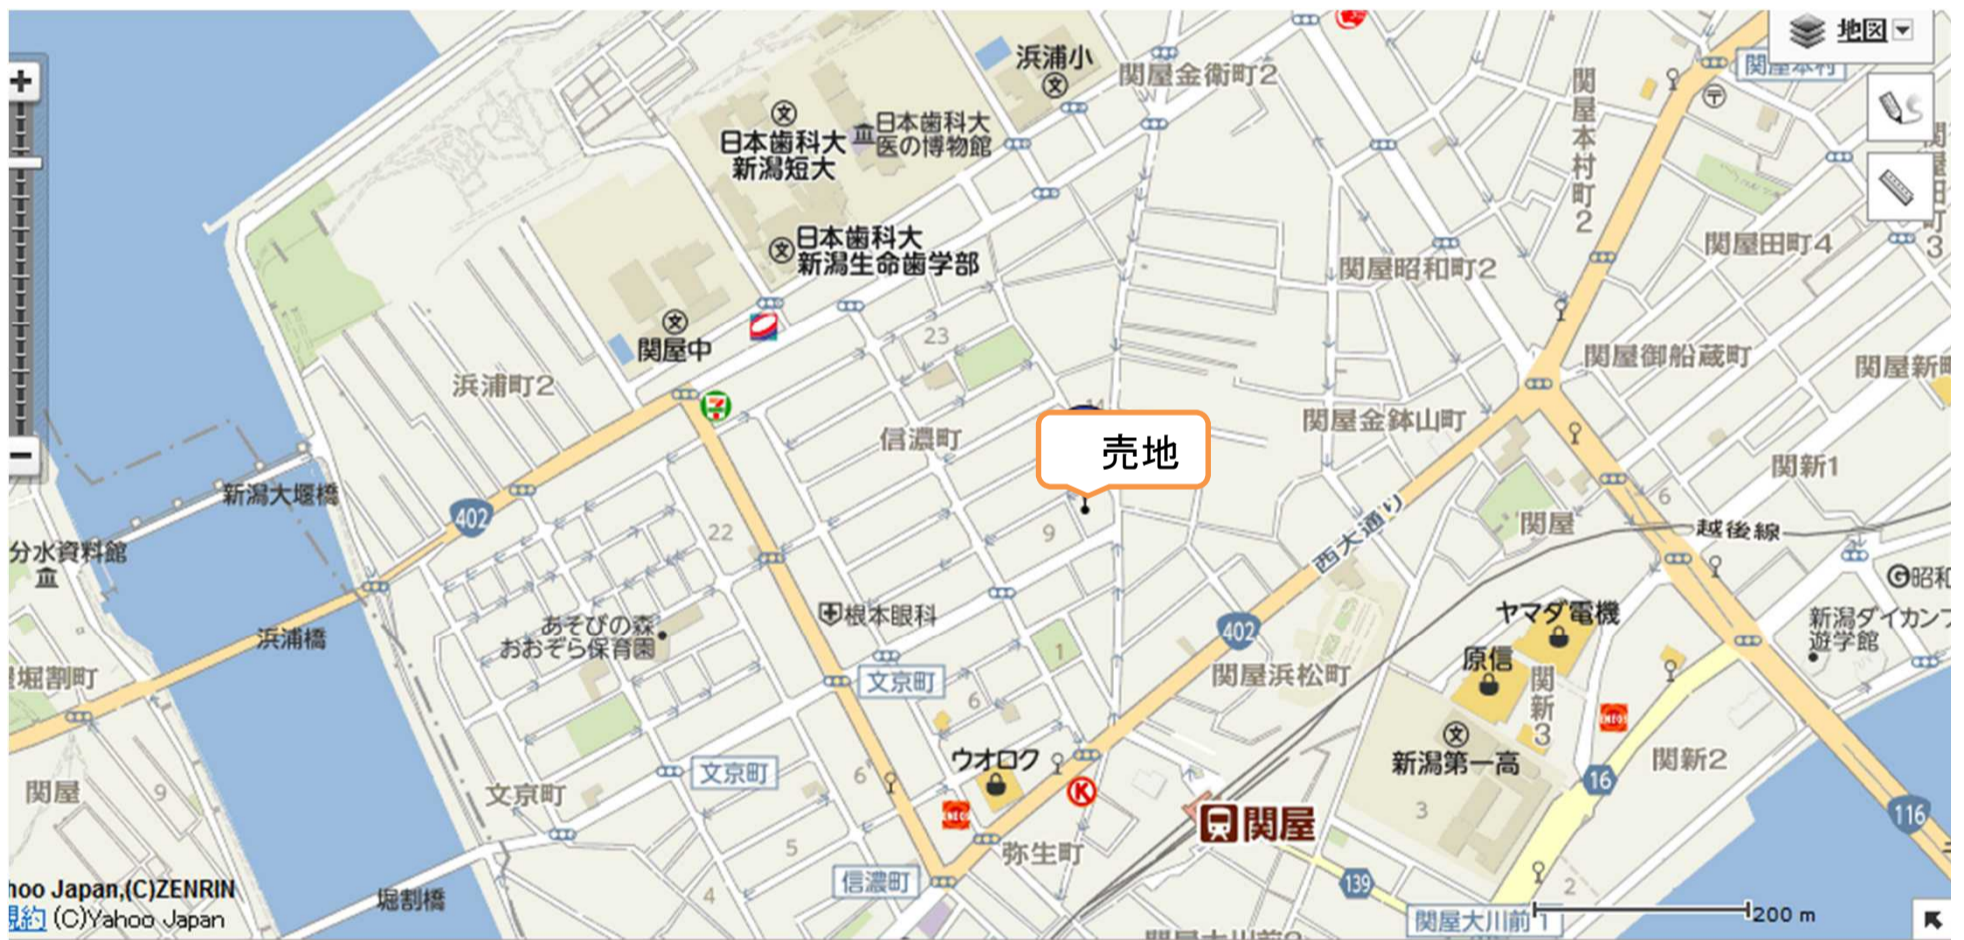 地図
関屋本村
浜浦小
関屋金衛町2
日本歯科大
新潟短大
日本歯科大
医の博物館
関屋本村町2
関屋田町4
日本歯科大
新潟生命歯学部
関屋昭和町2
関屋中
23
浜浦町2
関屋御船蔵町
信濃町
関屋金鉢山町
売地
関新1
新潟大堰橋
402
22
9
西大通り
6
関屋
越後線
分水資料館
浜浦橋
あそびの森
おおぞら保育園
根本眼科
402
ヤマダ電機
原信
関新3
新潟ダイカンプ
遊学館
堀割町
文京町
1
6
関屋浜松町
ENEOS
新潟第一高
関新2
ウオロク
文京町
6
文京町
関屋
9
K
16
116
ENEOS
関屋
3
弥生町
5
信濃町
4
139
2
堀割橋
関屋大川前1
200 m
hoo Japan,(C)ZENRIN
規約 (C)Yahoo Japan